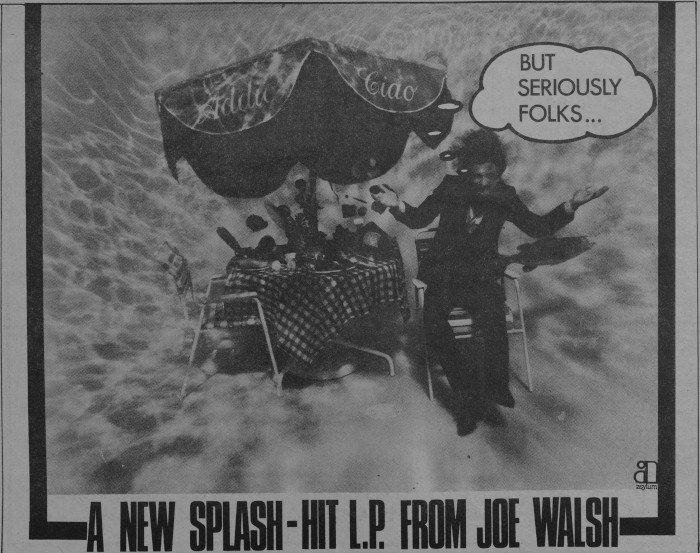 Addio Ciao
BUT
SERIOUSLY
FOLKS...
asylum
A NEW SPLASH-HIT L.P. FROM JOE WALSH